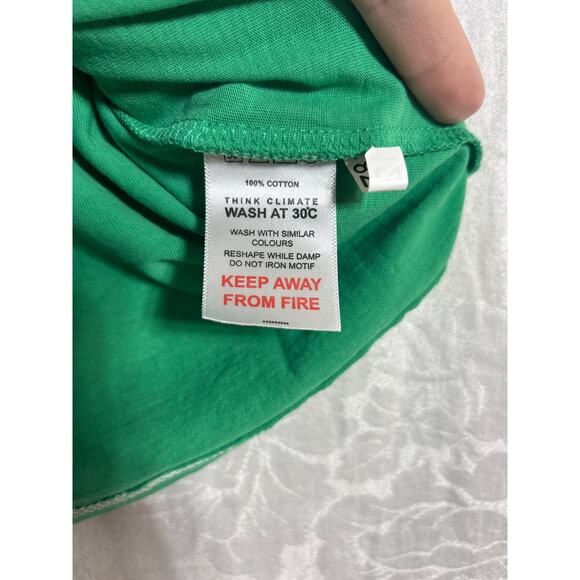 100% COTTON
THINK CLIMATE
WASH AT 30°C
WASH WITH SIMILAR
COLOURS
RESHAPE WHILE DAMP
DO NOT IRON MOTIF
KEEP AWAY
FROM FIRE